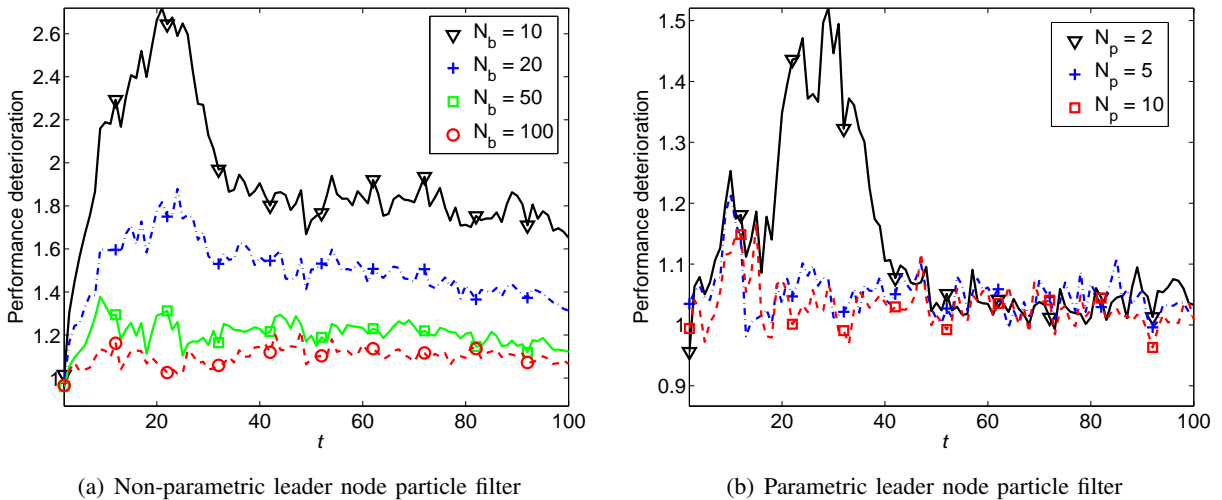 Performance deterioration
2.6
2.4
2.2
2
1.8
1.6
1.4
1.2
1
20
40
60
80
100
t
N_b = 10
N_b = 20
N_b = 50
N_b = 100
(a) Non-parametric leader node particle filter
Performance deterioration
1.5
1.4
1.3
1.2
1.1
1.0
0.9
20
40
60
80
100
t
N_p = 2
N_p = 5
N_p = 10
(b) Parametric leader node particle filter